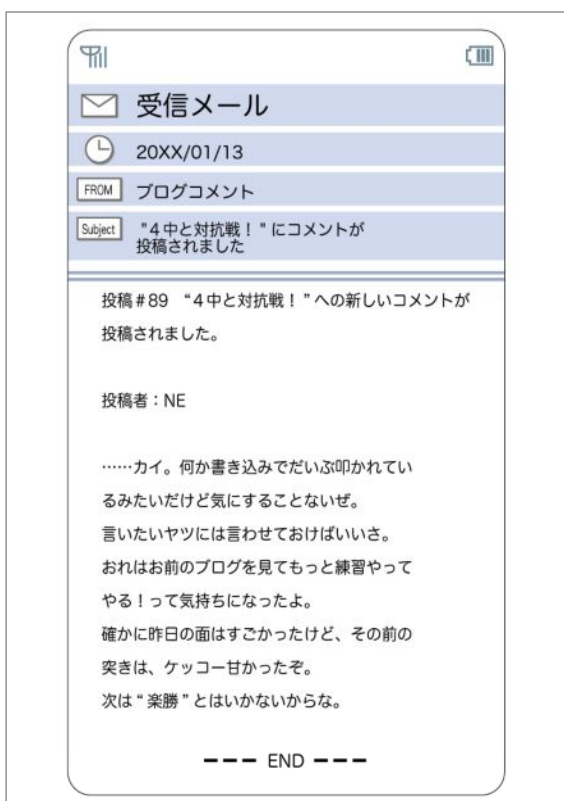 受信メール
20XX/01/13
FROM ブログコメント
Subject "4中と対抗戦！"にコメントが
投稿されました
投稿#89 “4中と対抗戦！”への新しいコメントが
投稿されました。
投稿者：NE
……カイ。何か書き込みでだいぶ叩かれてい
るみたいだけど気にすることないぜ。
言いたいヤツには言わせておけばいいさ。
おれはお前のブログを見てもっと練習やって
やる！って気持ちになったよ。
確かに昨日の面はすごかったけど、その前の
突きは、ケッコー甘かったぞ。
次は“楽勝”とはいかないからな。
ーーー END ーーー